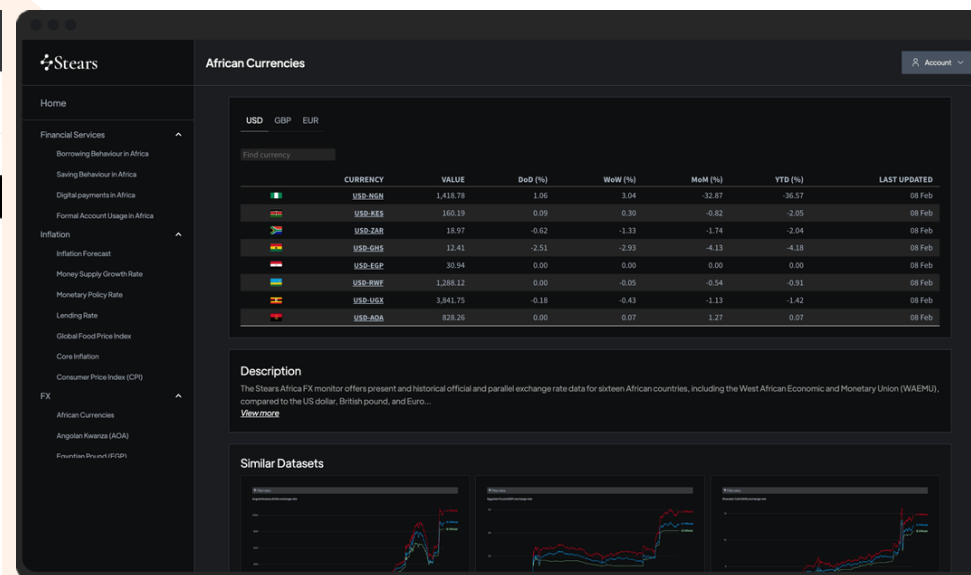 Stears
African Currencies
Account
Home
Financial Services
Borrowing Behaviour in Africa
Saving Behaviour in Africa
Digital payments in Africa
Formal Account Usage in Africa
Inflation
Inflation Forecast
Money Supply Growth Rate
Monetary Policy Rate
Lending Rate
Global Food Price Index
Core Inflation
Consumer Price Index (CPI)
FX
African Currencies
Angolan Kwanza (AOA)
Egyptian Pound (EGP)
USD GBP EUR
Find currency
CURRENCY VALUE DoD (%) WoW (%) MoM (%) YTD (%) LAST UPDATED
USD-NGN 1,418.78 1.06 3.04 -32.87 -36.57 08 Feb
USD-KES 160.19 0.09 0.30 -0.82 -2.05 08 Feb
USD-ZAR 18.97 -0.62 -1.33 -1.74 -2.04 08 Feb
USD-GHS 12.41 -2.51 -2.93 -4.13 -4.18 08 Feb
USD-EGP 30.94 0.00 0.00 0.00 0.00 08 Feb
USD-RWF 1,288.12 0.00 -0.05 -0.54 -0.91 08 Feb
USD-UGX 3,841.75 -0.18 -0.43 -1.13 -1.42 08 Feb
USD-AOA 828.26 0.00 0.07 1.27 0.07 08 Feb
Description
The Stears Africa FX monitor offers present and historical official and parallel exchange rate data for sixteen African countries, including the West African Economic and Monetary Union (WAEMU),
compared to the US dollar, British pound, and Euro...
View more
Similar Datasets